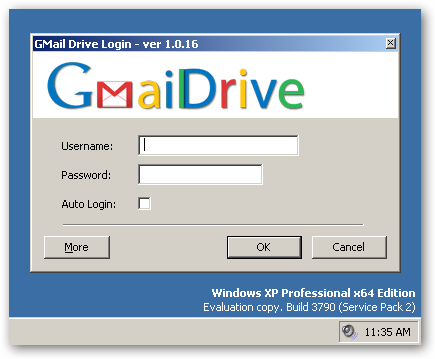 GMail Drive Login - ver 1.0.16
GmailDrive
Username:
Password:
Auto Login:
More
OK
Cancel
Windows XP Professional x64 Edition
Evaluation copy. Build 3790 (Service Pack 2)
11:35 AM